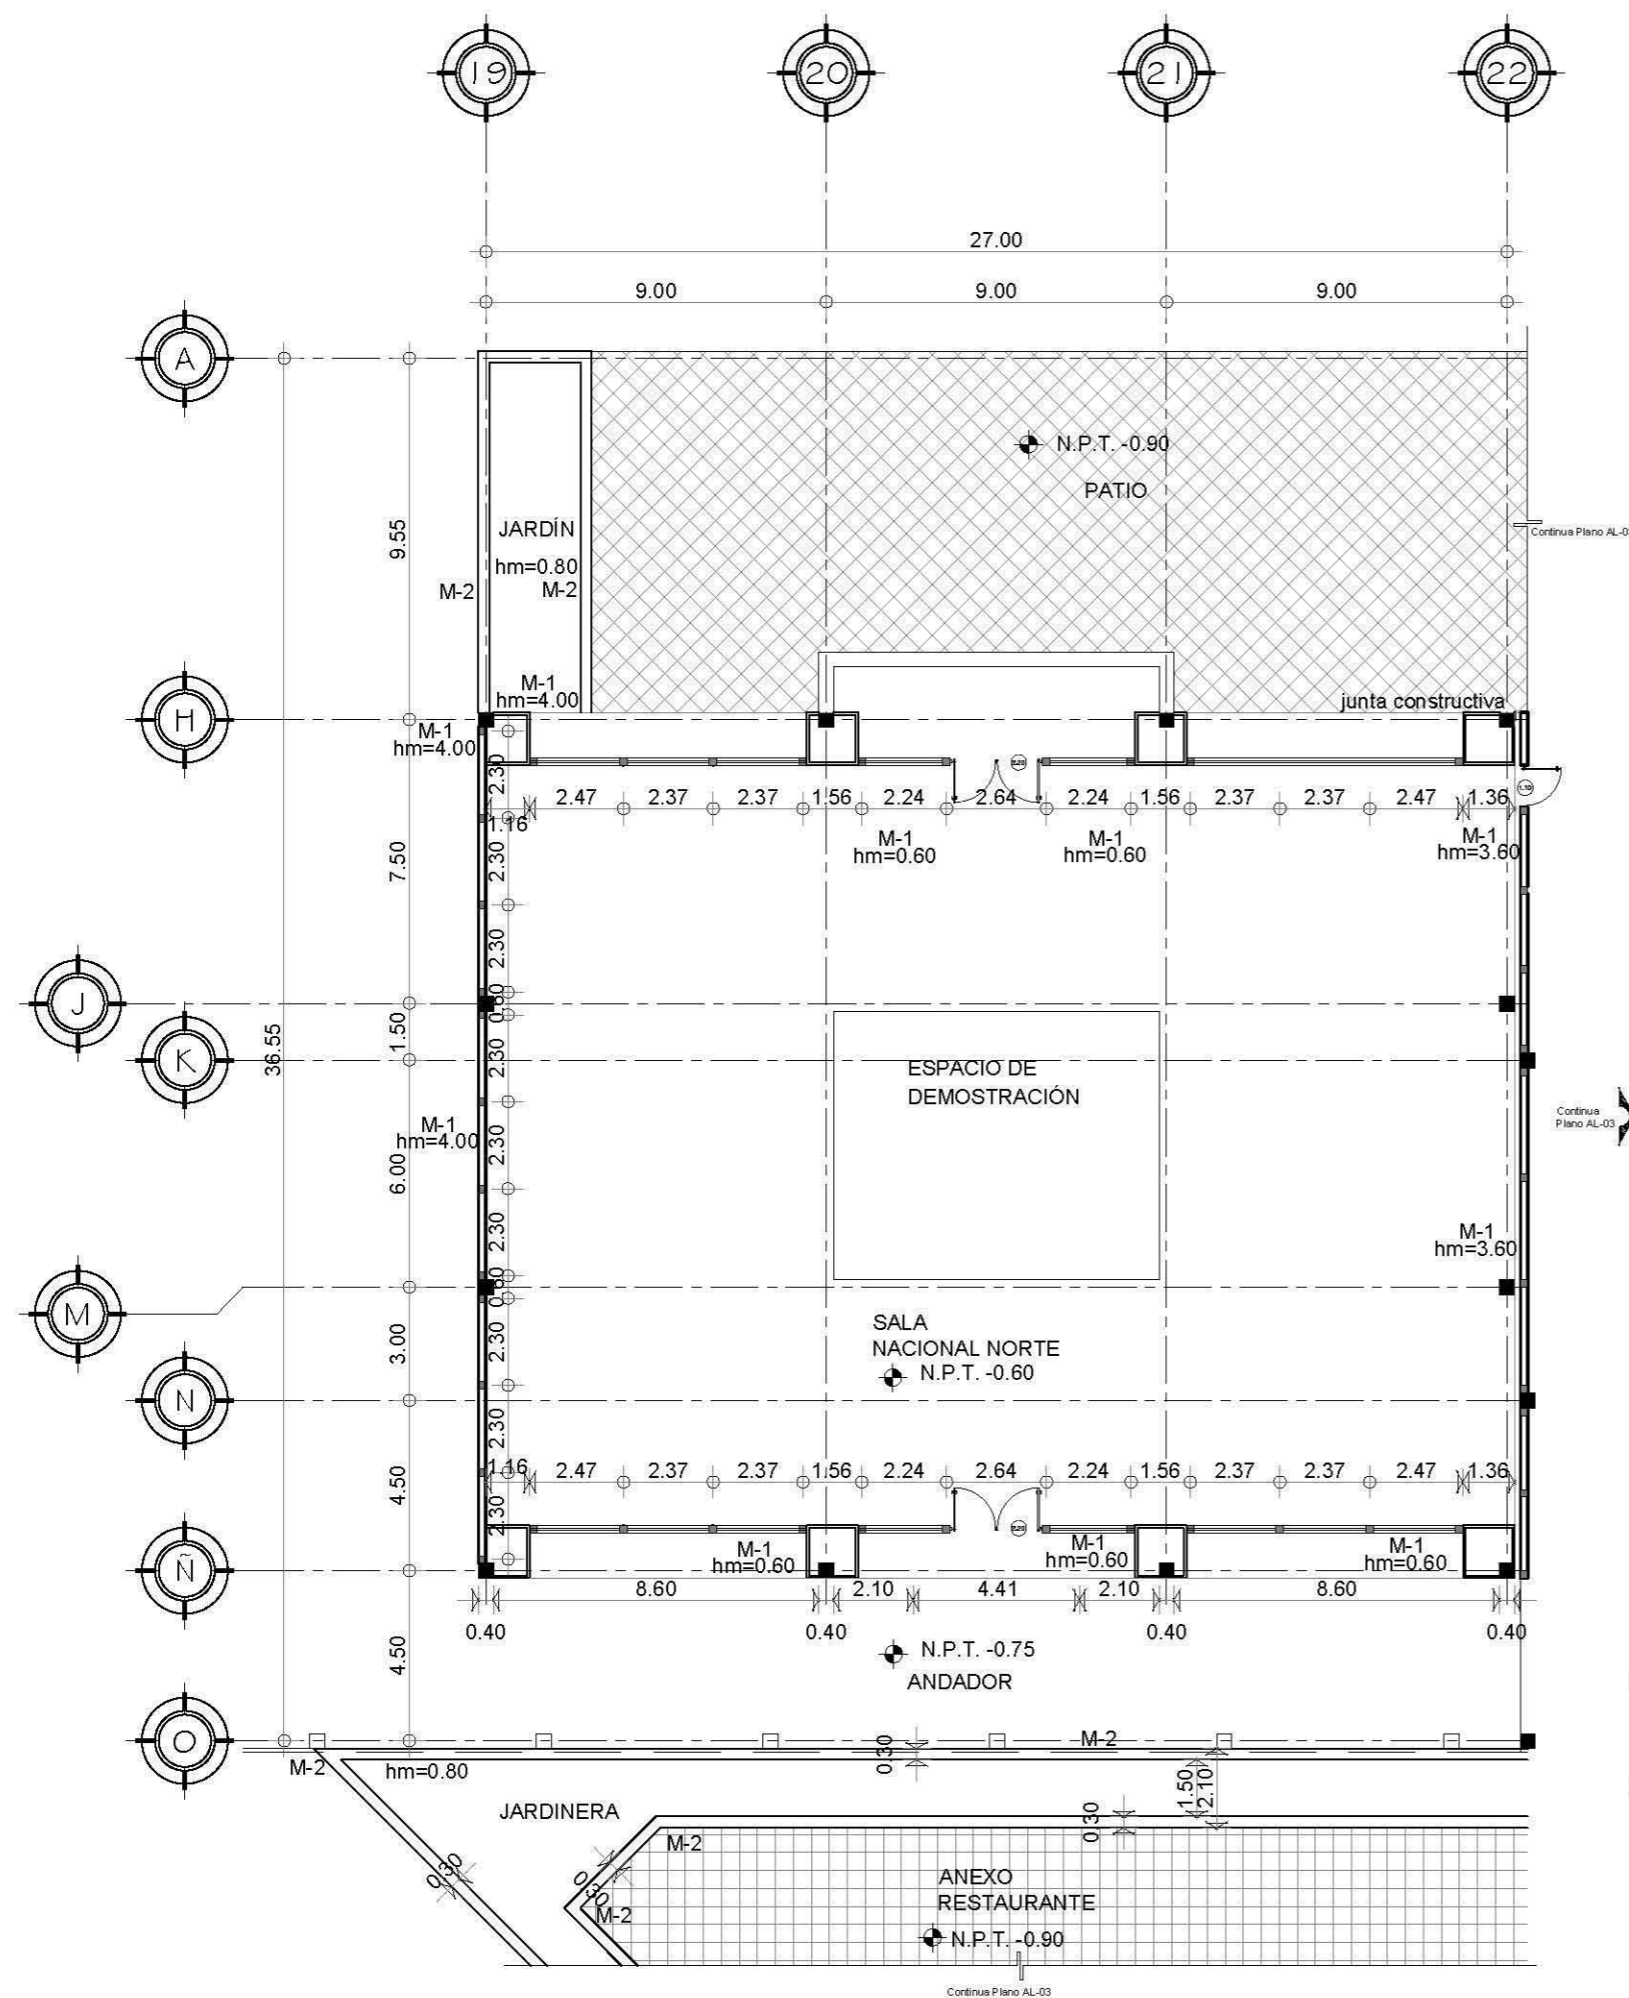 19 20 21 22
27.00
9.00 9.00 9.00
A
N.P.T. -0.90
PATIO
9.55
JARDÍN
hm=0.80
M-2 M-2
Continua Plano AL-0
M-1
hm=4.00
junta constructiva
H
M-1
hm=4.00
2.30
2.47 2.37 2.37 1.56 2.24 2.64 2.24 1.56 2.37 2.37 2.47 1.36
1.16
M-1
hm=0.60
M-1
hm=0.60
M-1
hm=3.60
7.50
2.30
2.30
J
0.60
1.50
36.55
K
2.30
ESPACIO DE
DEMOSTRACIÓN
Continua
Plano AL-03
M-1
hm=4.00
2.30
6.00
2.30
M-1
hm=3.60
0.60
M
SALA
NACIONAL NORTE
N.P.T. -0.60
3.00
2.30
N
2.30
1.16
2.47 2.37 2.37 1.56 2.24 2.64 2.24 1.56 2.37 2.37 2.47 1.36
4.50
2.30
M-1
hm=0.60
M-1
hm=0.60
M-1
hm=0.60
Ñ
8.60 2.10 4.41 2.10 8.60
0.40 0.40 0.40 0.40
4.50
N.P.T. -0.75
ANDADOR
O
M-2
0.30
M-2
hm=0.80
1.50
2.10
JARDINERA
0.30
M-2
0.30
0.30
M-2
ANEXO
RESTAURANTE
N.P.T. -0.90
Continua Plano AL-03